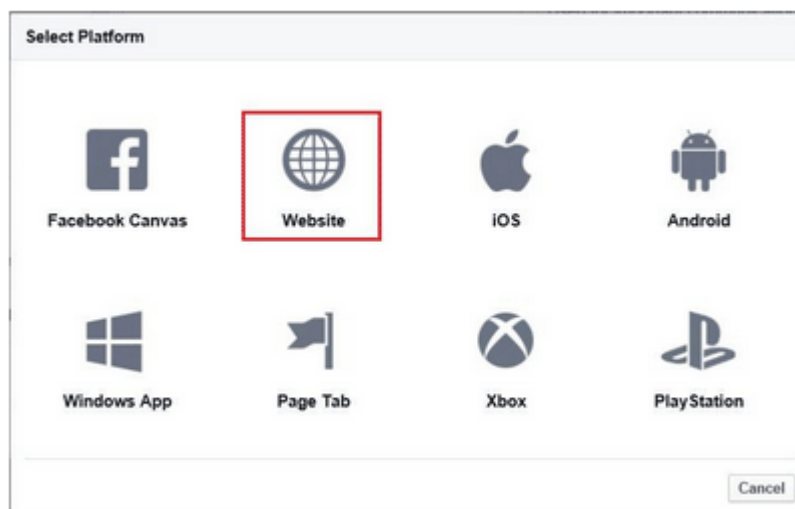 Select Platform
Facebook Canvas
Website
iOS
Android
Windows App
Page Tab
Xbox
PlayStation
Cancel